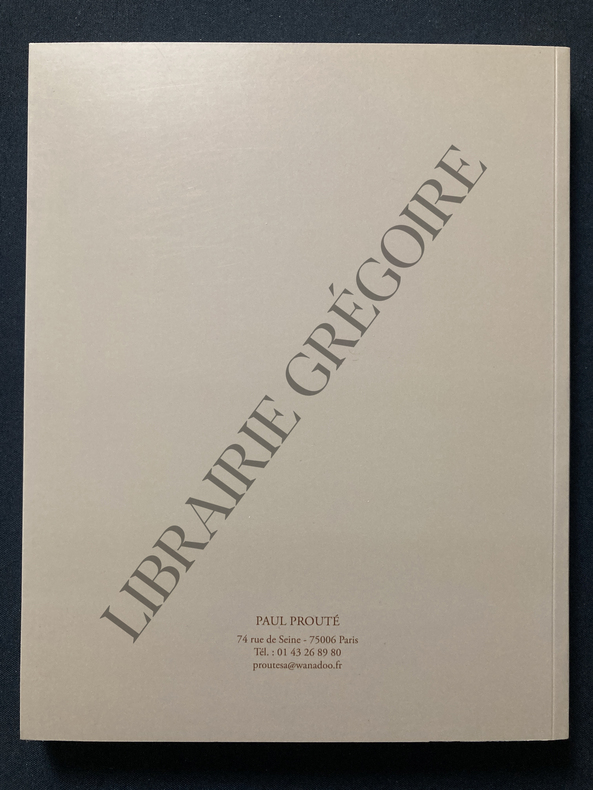 LIBRAIRIE GRÉGOIRE
PAUL PROUTÉ
74 rue de Seine - 75006 Paris
Tél. : 01 43 26 89 80
proutesa@wanadoo.fr